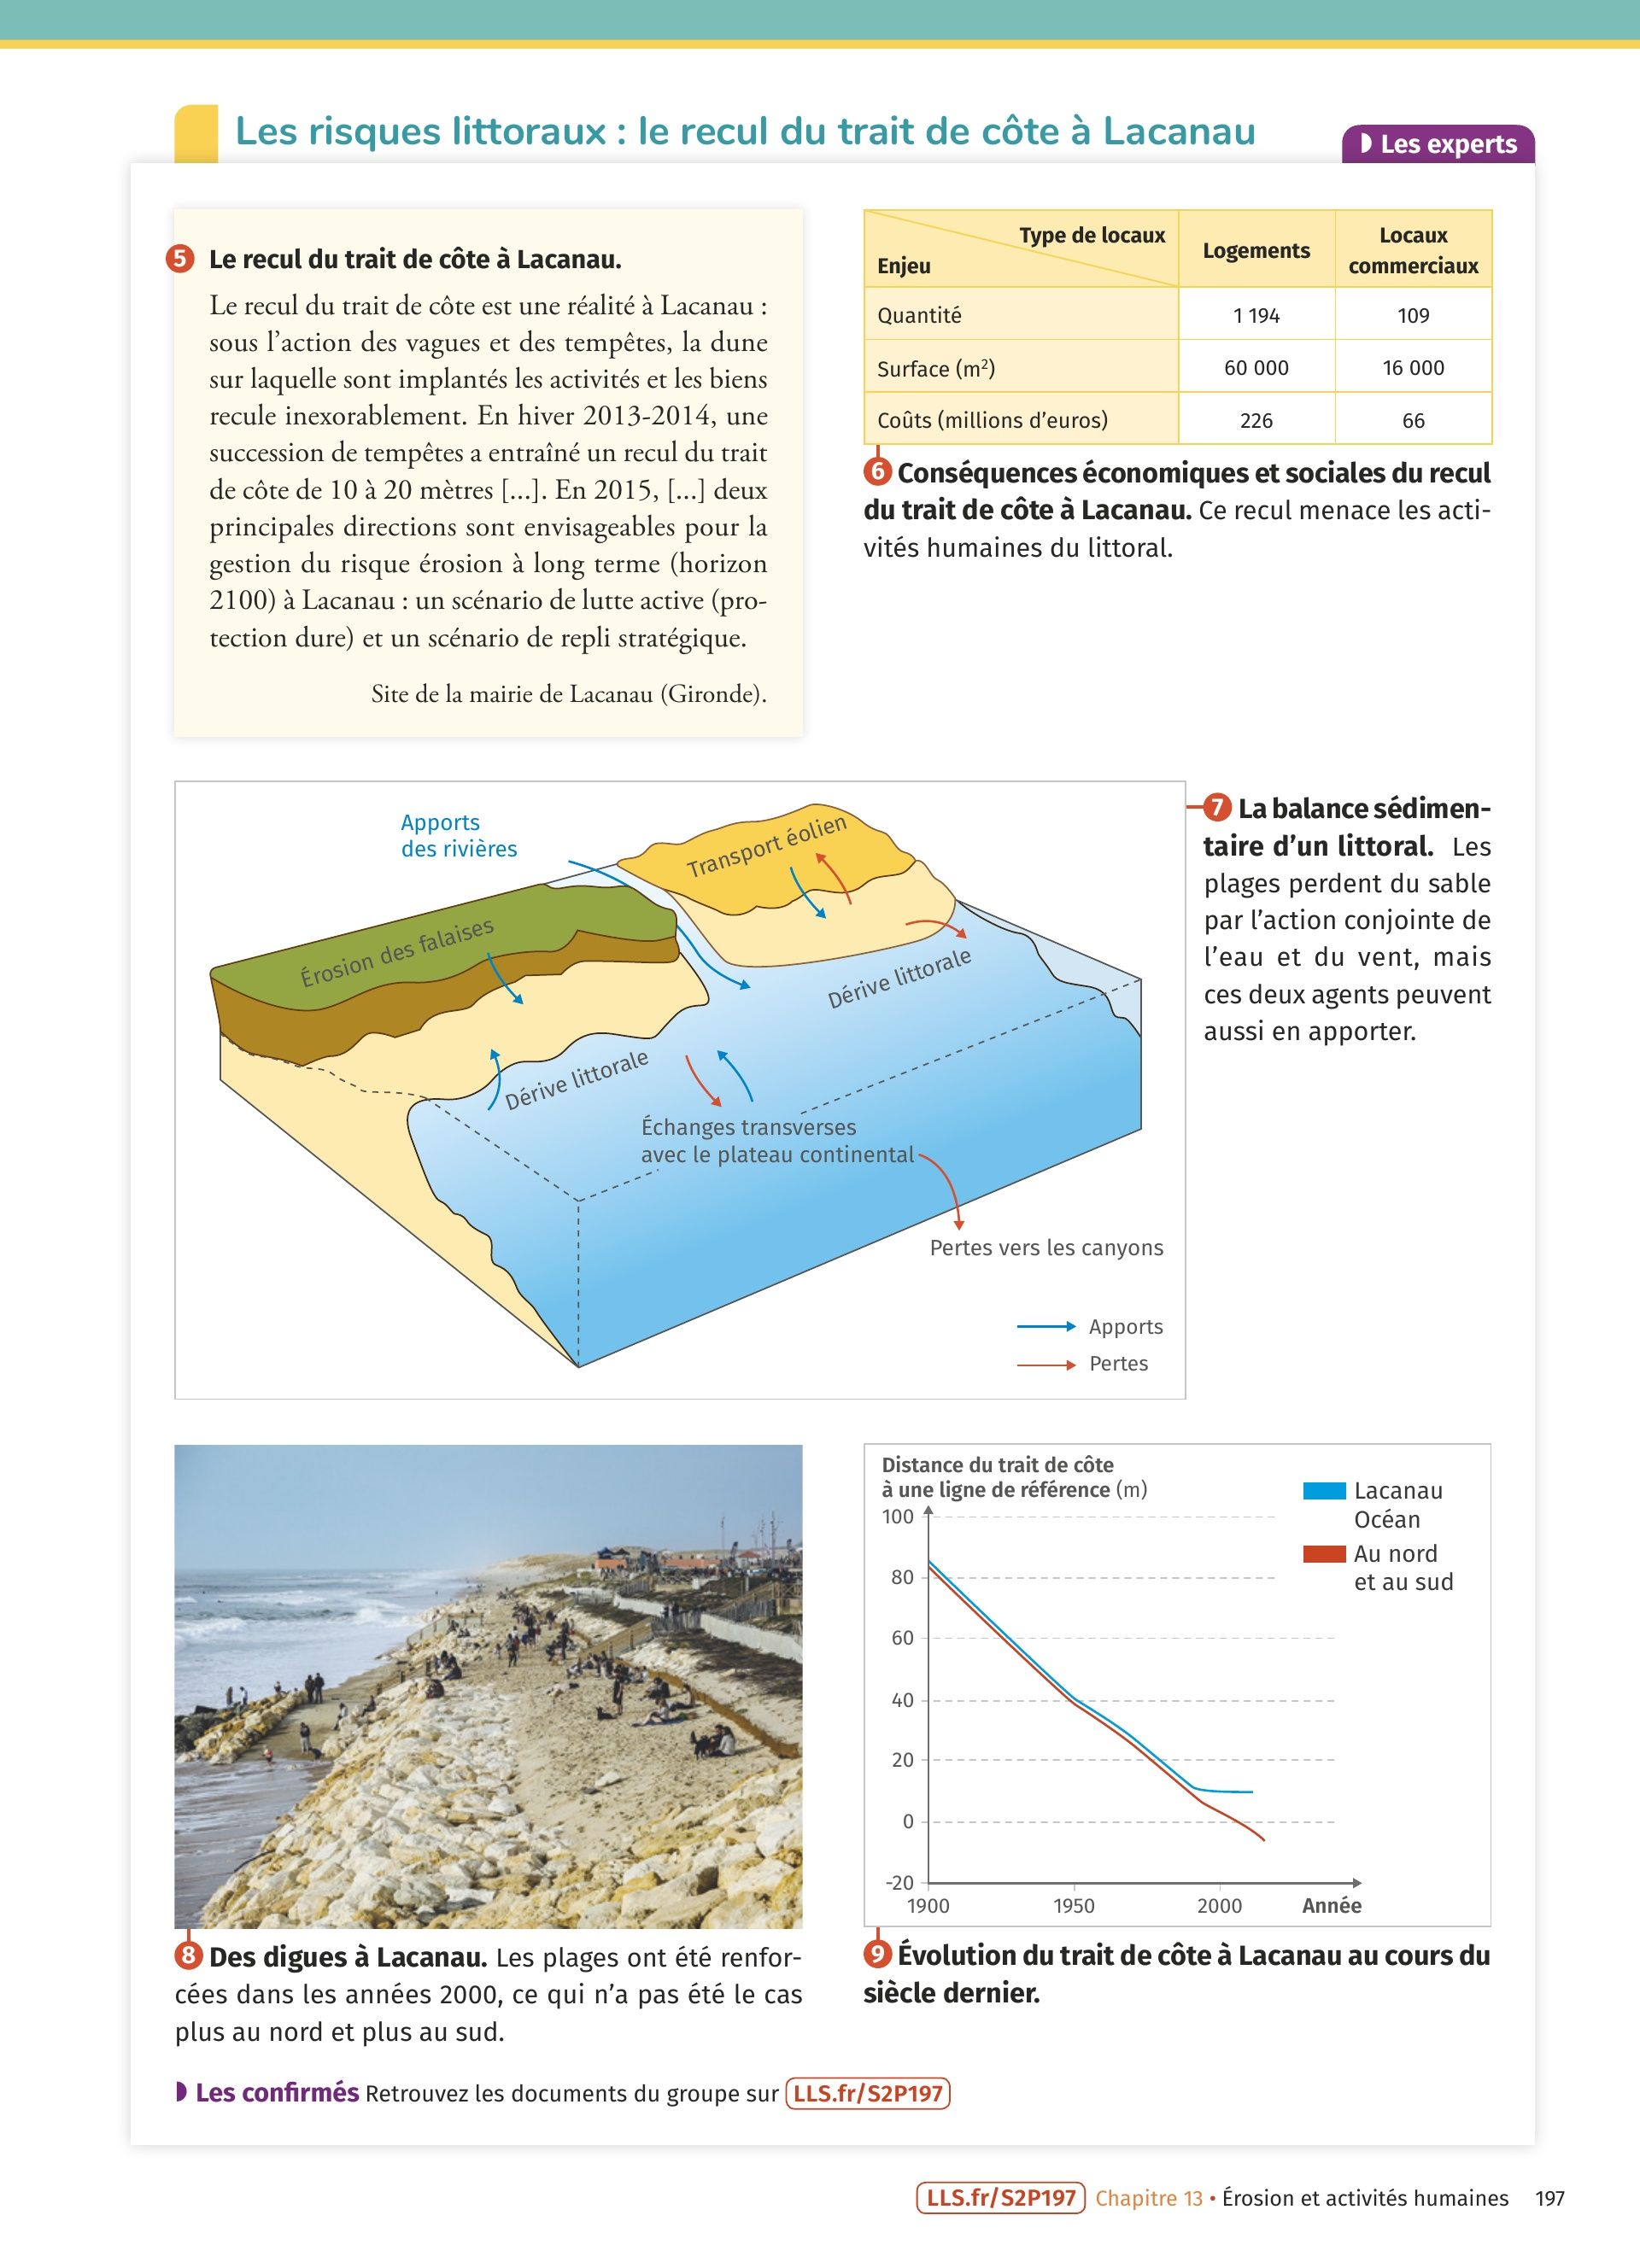 Les risques littoraux : le recul du trait de côte à Lacanau
Les experts
5 Le recul du trait de côte à Lacanau.
Le recul du trait de côte est une réalité à Lacanau :
sous l’action des vagues et des tempêtes, la dune
sur laquelle sont implantés les activités et les biens
recule inexorablement. En hiver 2013-2014, une
succession de tempêtes a entraîné un recul du trait
de côte de 10 à 20 mètres [...]. En 2015, [...] deux
principales directions sont envisageables pour la
gestion du risque érosion à long terme (horizon
2100) à Lacanau : un scénario de lutte active (pro-
tection dure) et un scénario de repli stratégique.
Site de la mairie de Lacanau (Gironde).
Type de locaux
Enjeu
Logements
Locaux
commerciaux
Quantité 1 194 109
Surface (m²) 60 000 16 000
Coûts (millions d’euros) 226 66
6 Conséquences économiques et sociales du recul
du trait de côte à Lacanau. Ce recul menace les acti-
vités humaines du littoral.
Apports
des rivières
Transport éolien
Érosion des falaises
Dérive littorale
Dérive littorale
Échanges transverses
avec le plateau continental
Pertes vers les canyons
Apports
Pertes
7 La balance sédimen-
taire d’un littoral. Les
plages perdent du sable
par l’action conjointe de
l’eau et du vent, mais
ces deux agents peuvent
aussi en apporter.
8 Des digues à Lacanau. Les plages ont été renfor-
cées dans les années 2000, ce qui n’a pas été le cas
plus au nord et plus au sud.
Distance du trait de côte
à une ligne de référence (m)
Lacanau
Océan
Au nord
et au sud
100
80
60
40
20
0
-20
1900 1950 2000 Année
9 Évolution du trait de côte à Lacanau au cours du
siècle dernier.
Les confirmés Retrouvez les documents du groupe sur LLS.fr/S2P197
LLS.fr/S2P197 Chapitre 13 • Érosion et activités humaines 197